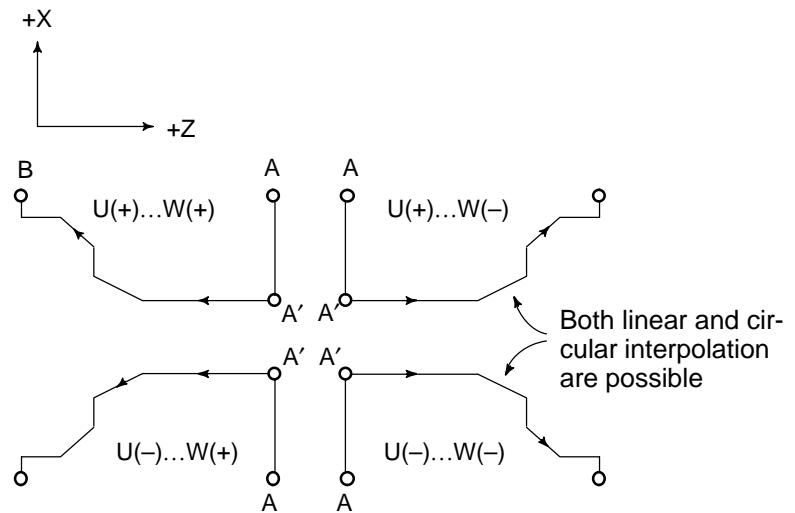 +X
+Z
B
A
A
U(+)…W(+)
U(+)…W(–)
A′
A′
Both linear and cir-
cular interpolation
are possible
A′
A′
U(–)…W(+)
U(–)…W(–)
A
A